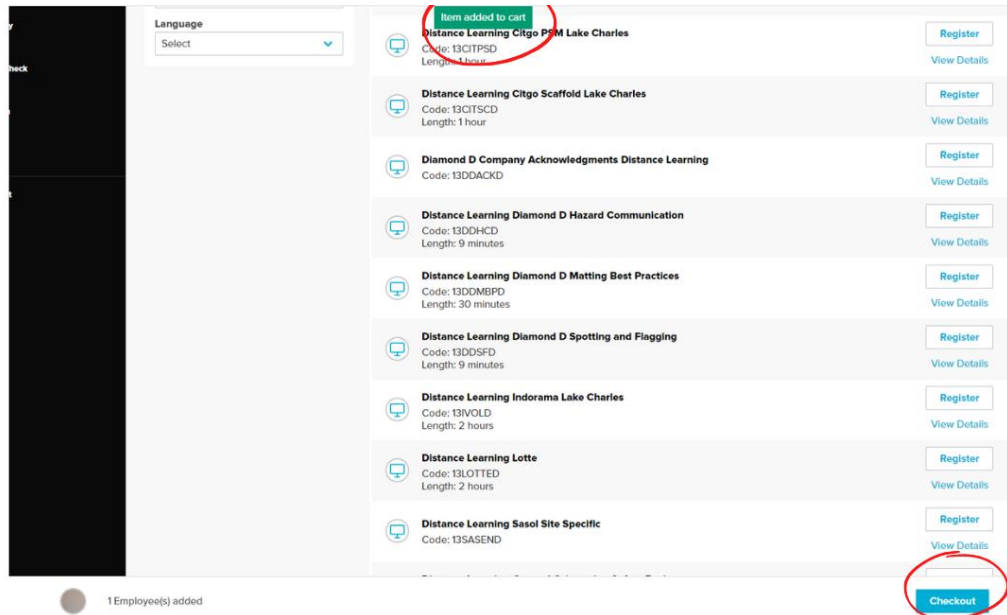 Item added to cart
Language
Select
Distance Learning Citgo PSM Lake Charles
Code: 13CITPSD
Length: 1 hour
Register
View Details
Distance Learning Citgo Scaffold Lake Charles
Code: 13CITSCD
Length: 1 hour
Register
View Details
Diamond D Company Acknowledgments Distance Learning
Code: 13DDACKD
Register
View Details
Distance Learning Diamond D Hazard Communication
Code: 13DDHCD
Length: 9 minutes
Register
View Details
Distance Learning Diamond D Matting Best Practices
Code: 13DDMBPD
Length: 30 minutes
Register
View Details
Distance Learning Diamond D Spotting and Flagging
Code: 13DDSFD
Length: 9 minutes
Register
View Details
Distance Learning Indorama Lake Charles
Code: 13IVOLD
Length: 2 hours
Register
View Details
Distance Learning Lotte
Code: 13LOTTED
Length: 2 hours
Register
View Details
Distance Learning Sasol Site Specific
Code: 13SASEND
Register
View Details
1 Employee(s) added
Checkout